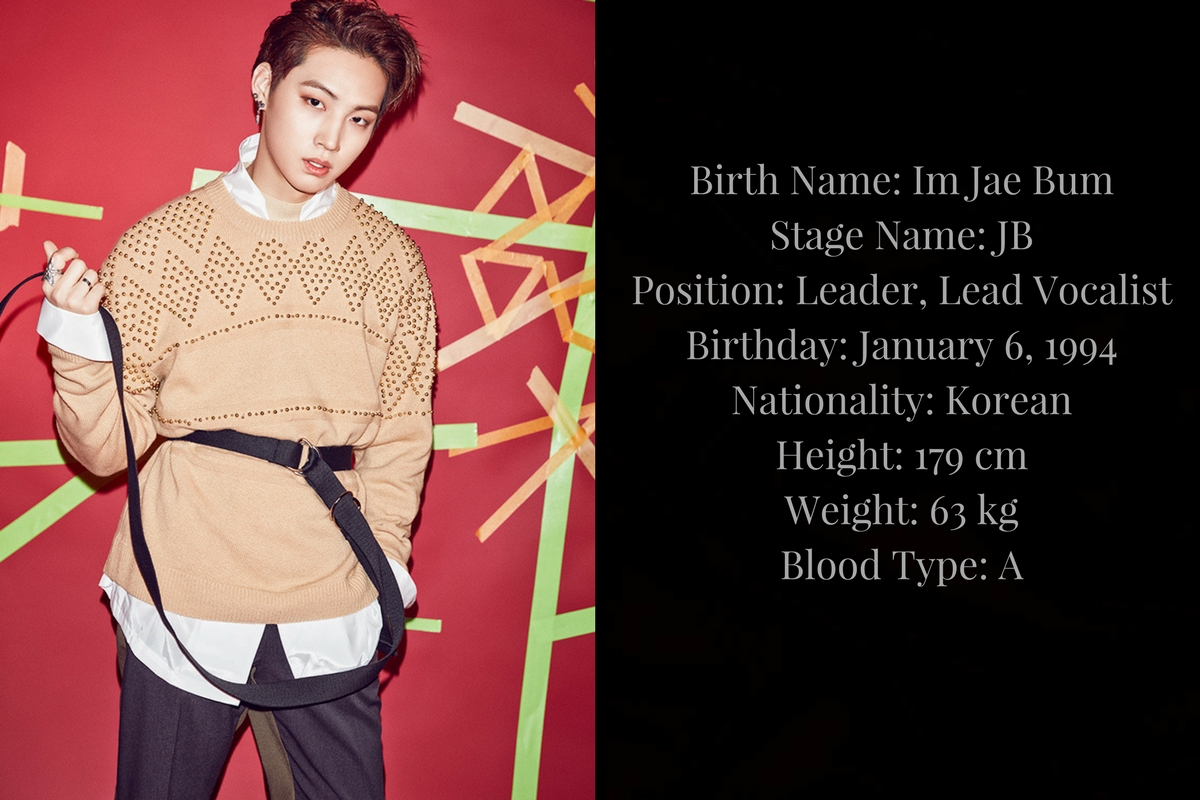 Birth Name: Im Jae Bum
Stage Name: JB
Position: Leader, Lead Vocalist
Birthday: January 6, 1994
Nationality: Korean
Height: 179 cm
Weight: 63 kg
Blood Type: A